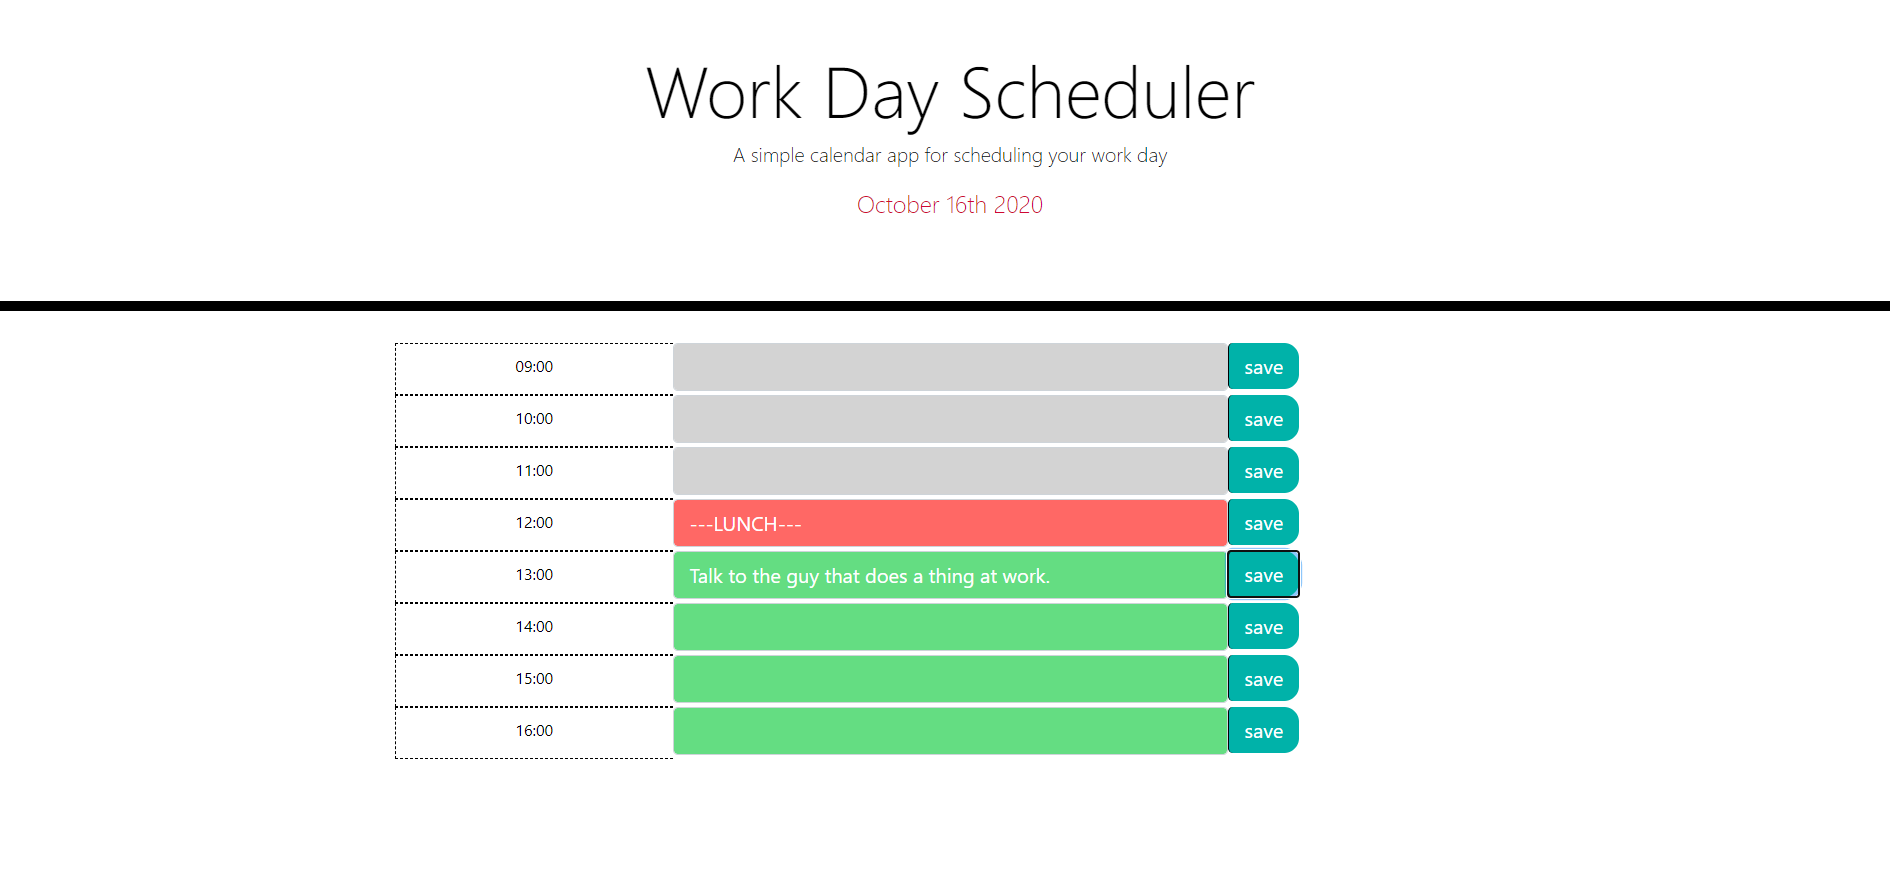 Work Day Scheduler
A simple calendar app for scheduling your work day
October 16th 2020
09:00 save
10:00 save
11:00 save
12:00 ---LUNCH--- save
13:00 Talk to the guy that does a thing at work. save
14:00 save
15:00 save
16:00 save